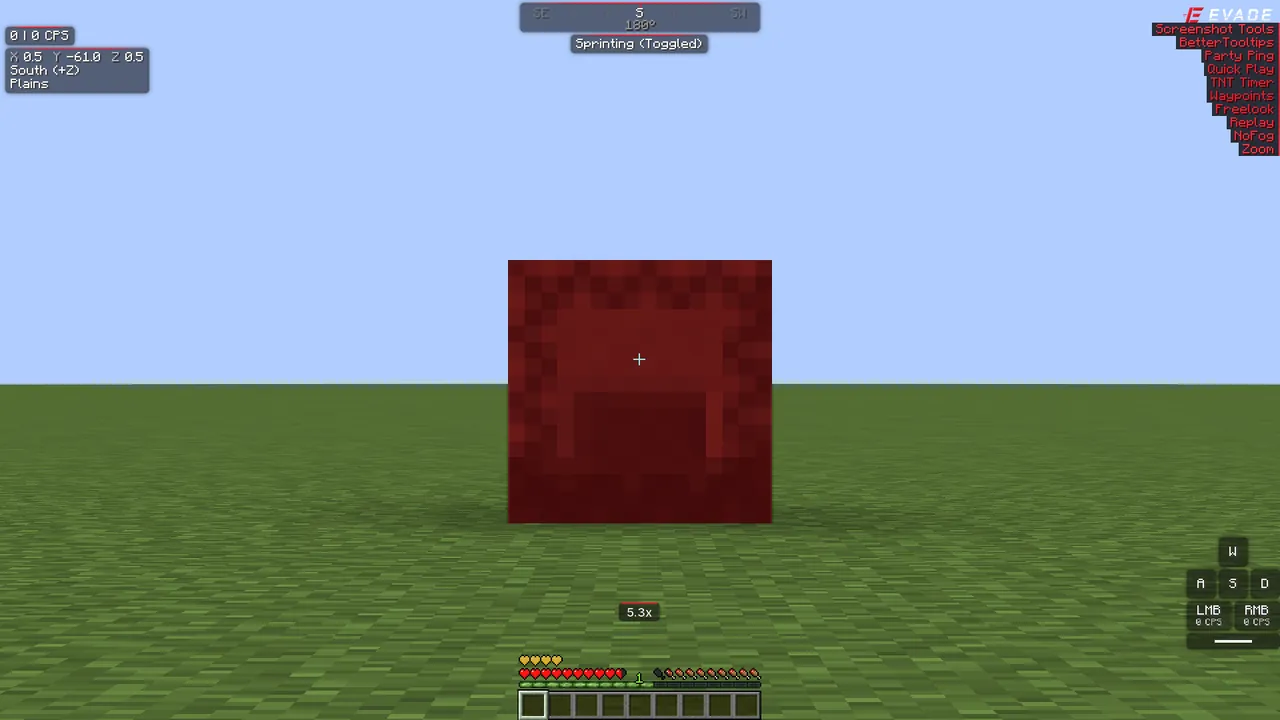 0 | 0 CPS
X 0.5 Y -61.0 Z 0.5
South (+Z)
Plains
SE S SW
180°
Sprinting (Toggled)
EVADE
Screenshot Tools
BetterTooltips
Party Ping
Quick Play
TNT Timer
Waypoints
Freelook
Replay
NoFog
Zoom
W
A S D
LMB RMB
0 CPS 0 CPS
5.3x
1